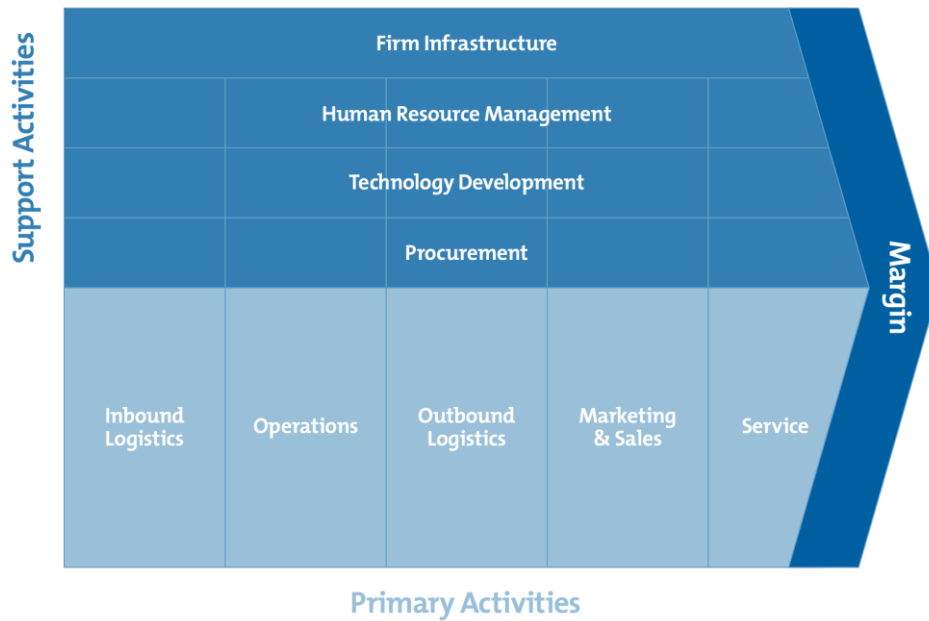 Support Activities
Firm Infrastructure
Human Resource Management
Technology Development
Procurement
Margin
Inbound
Logistics
Operations
Outbound
Logistics
Marketing
& Sales
Service
Primary Activities